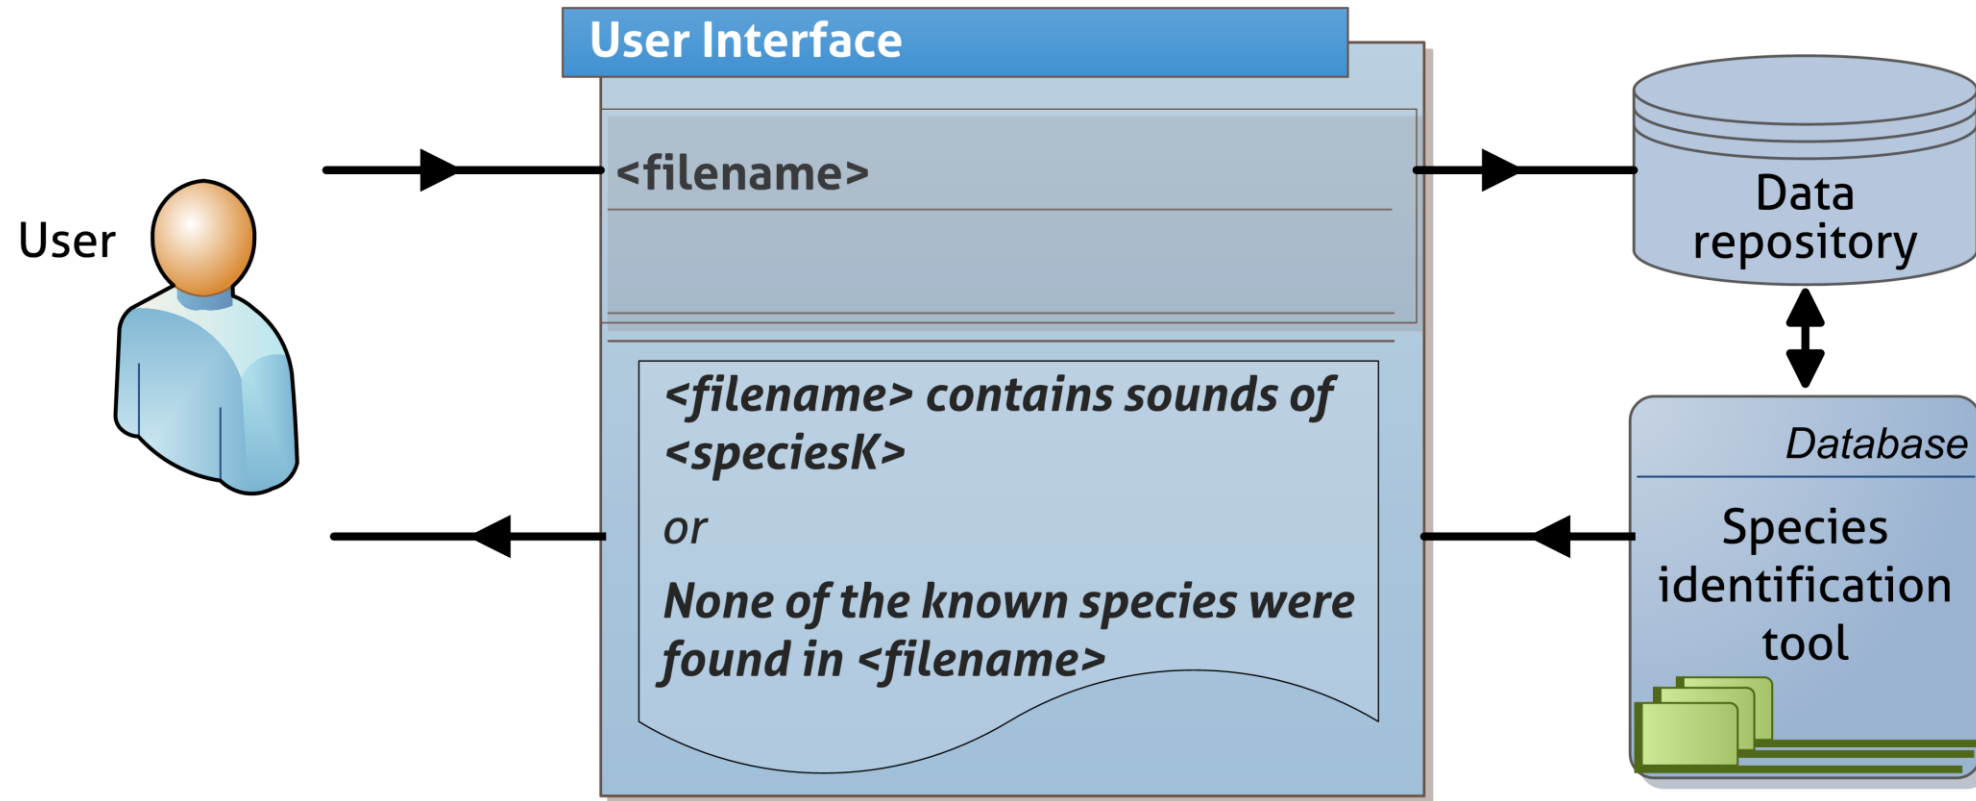 User Interface
<filename>
User
Data
repository
<filename> contains sounds of
<speciesK>
or
None of the known species were
found in <filename>
Database
Species
identification
tool